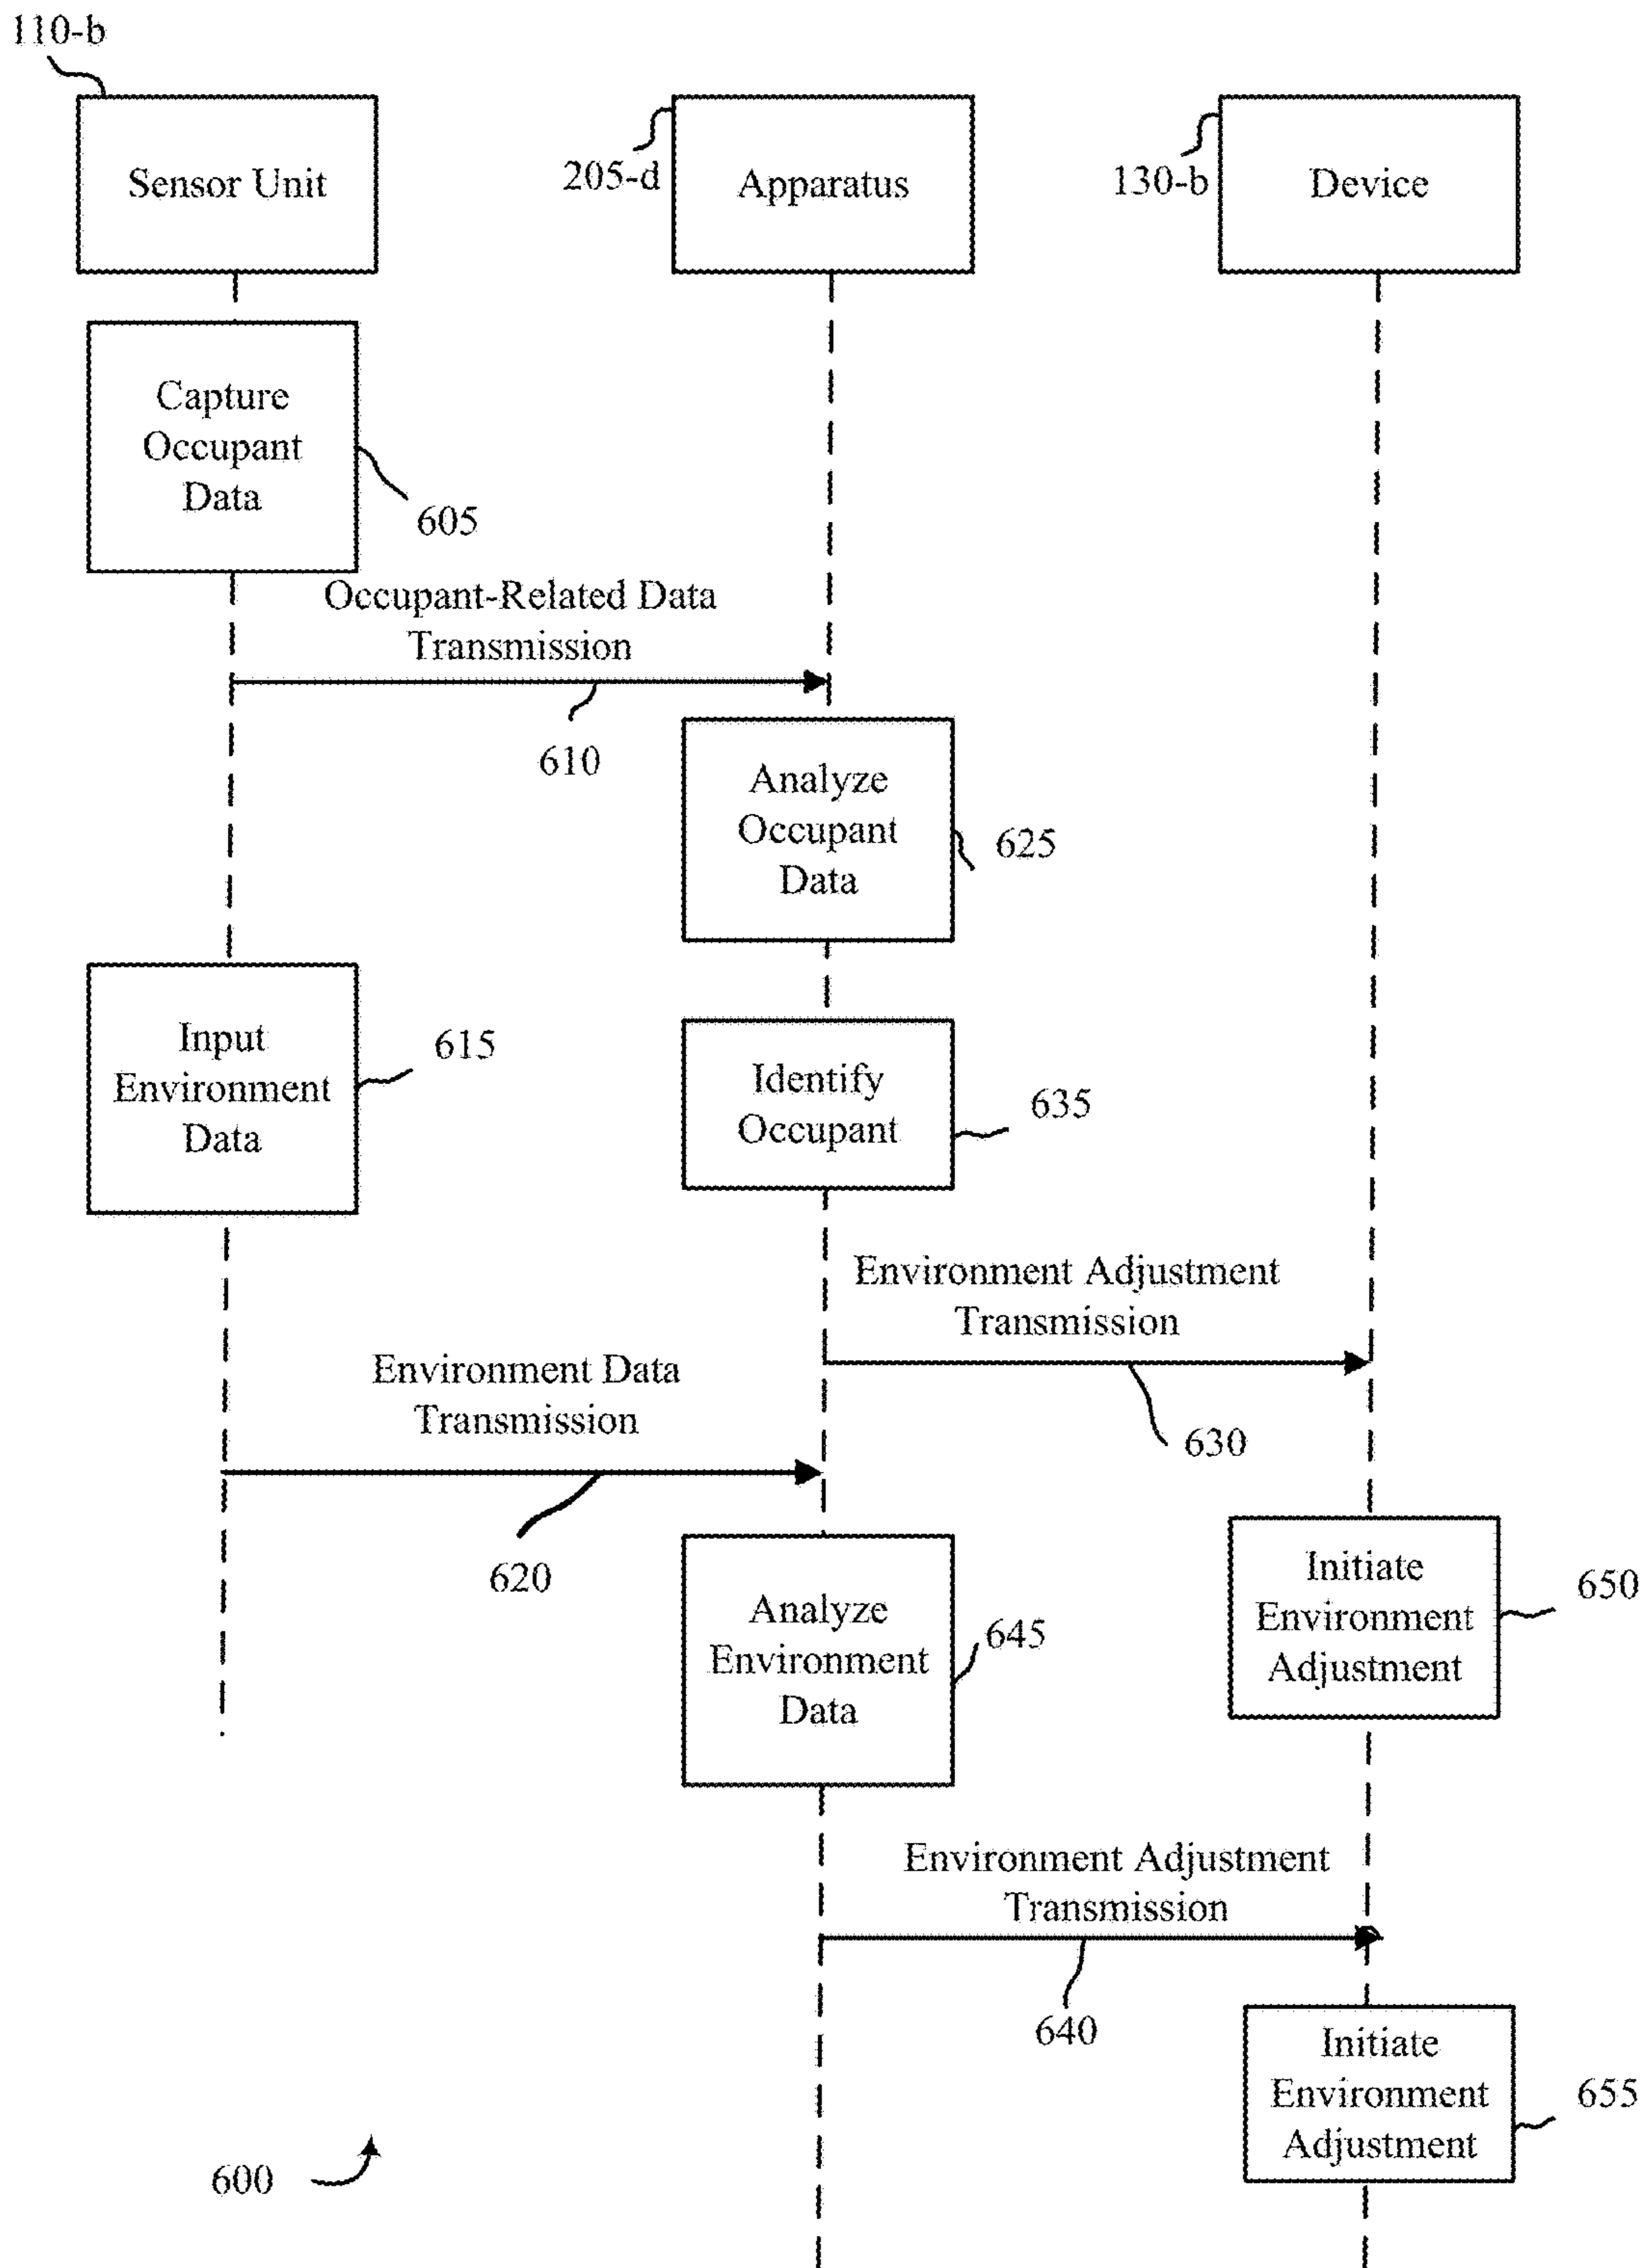 110-b
Sensor Unit
205-d
Apparatus
130-b
Device
Capture
Occupant
Data
605
Occupant-Related Data
Transmission
610
Analyze
Occupant
Data
625
Input
Environment
Data
615
Identify
Occupant
635
Environment Adjustment
Transmission
630
Environment Data
Transmission
620
Analyze
Environment
Data
645
Initiate
Environment
Adjustment
650
Environment Adjustment
Transmission
640
Initiate
Environment
Adjustment
655
600